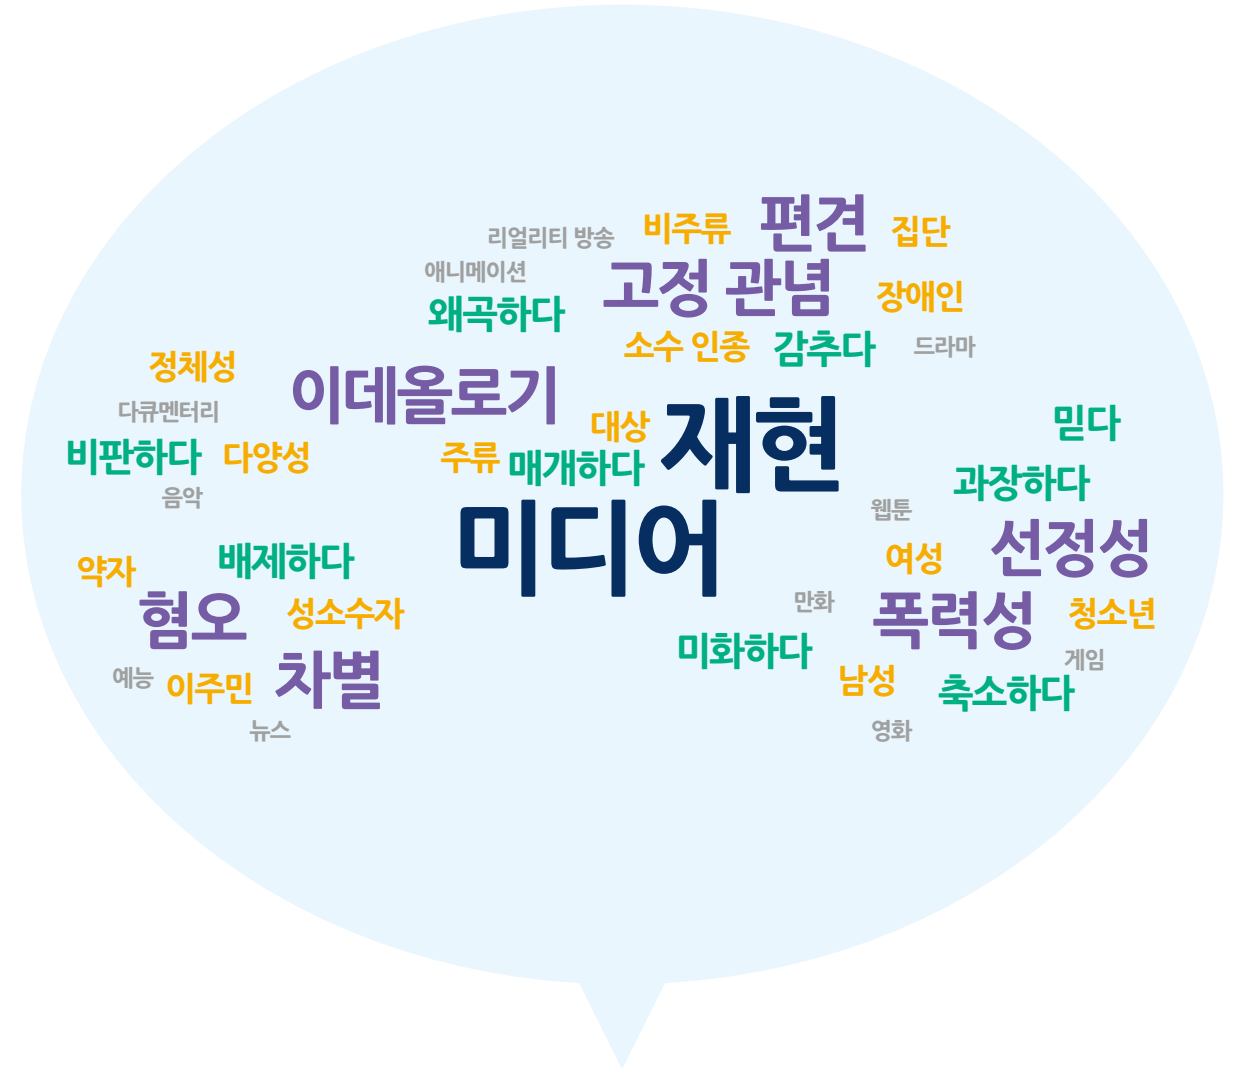 리얼리티 방송 비주류 편견 집단
애니메이션 고정 관념 장애인
왜곡하다 소수 인종 감추다 드라마
정체성 이데올로기
다큐멘터리 대상 재현 믿다
비판하다 다양성 주류 매개하다 과장하다
음악 미디어 웹툰 선정성
약자 배제하다 여성
혐오 성소수자 만화 폭력성 청소년
예능 이주민 차별 미화하다 남성 축소하다 게임
뉴스 영화